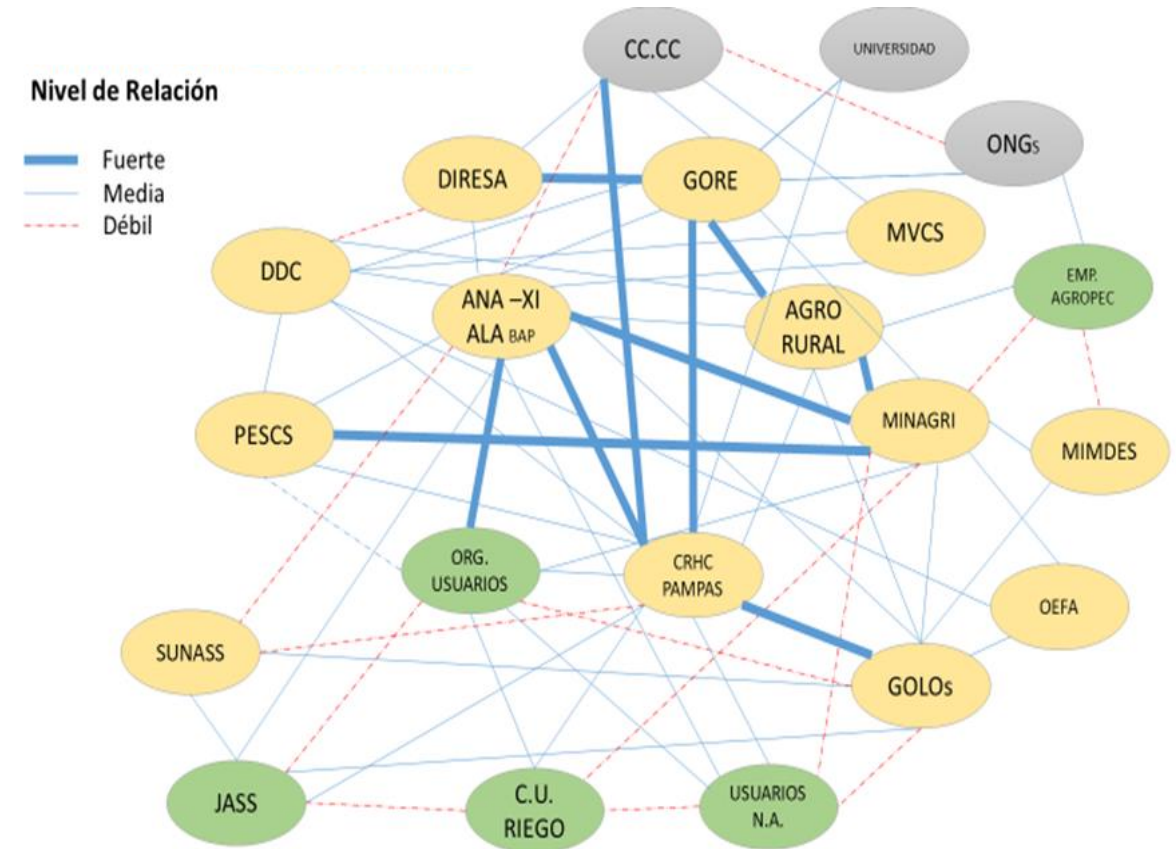 CC.CC
UNIVERSIDAD
Nivel de Relación
Fuerte
Media
Débil
ONGs
DIRESA
GORE
MVCS
DDC
EMP.
AGROPEC
ANA –XI
ALA BAP
AGRO
RURAL
PESCS
MINAGRI
MIMDES
ORG.
USUARIOS
CRHC
PAMPAS
OEFA
SUNASS
GOLOs
JASS
C.U.
RIEGO
USUARIOS
N.A.